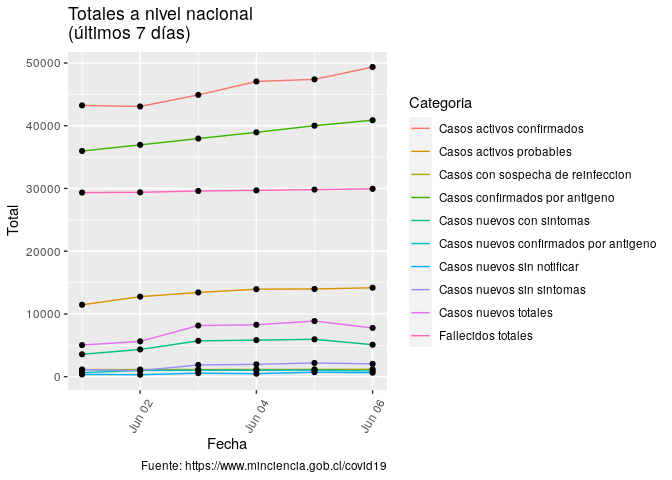 Totales a nivel nacional
(últimos 7 días)
50000
40000
30000
20000
10000
0
Total
Jun 02
Jun 04
Jun 06
Fecha
Fuente: https://www.minciencia.gob.cl/covid19
Categoria
Casos activos confirmados
Casos activos probables
Casos con sospecha de reinfeccion
Casos confirmados por antigeno
Casos nuevos con sintomas
Casos nuevos confirmados por antigeno
Casos nuevos sin notificar
Casos nuevos sin sintomas
Casos nuevos totales
Fallecidos totales